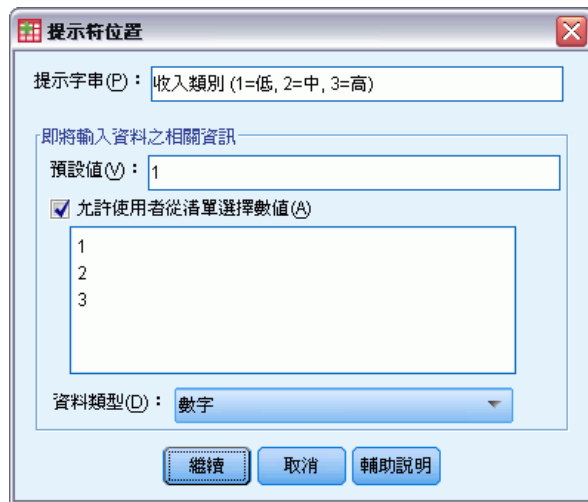 提示符位置
提示字串(P)： 收入類別 (1=低, 2=中, 3=高)
即將輸入資料之相關資訊
預設值(V)： 1
允許使用者從清單選擇數值(A)
1
2
3
資料類型(D)： 數字
繼續 取消 輔助說明